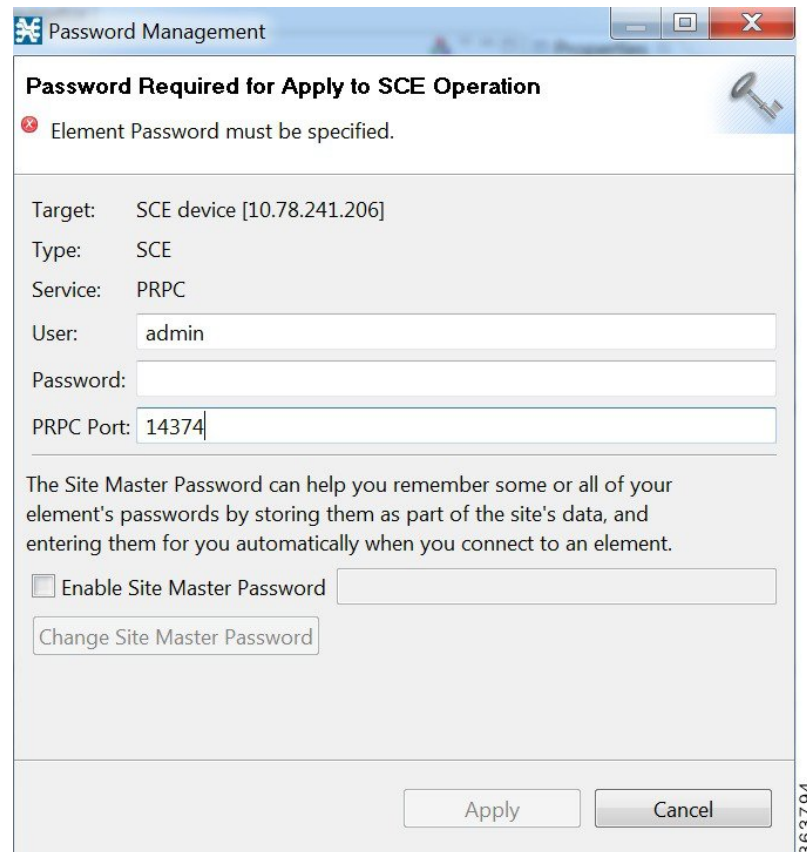 Password Management
Password Required for Apply to SCE Operation
Element Password must be specified.
Target: SCE device [10.78.241.206]
Type: SCE
Service: PRPC
User: admin
Password:
PRPC Port: 14374
The Site Master Password can help you remember some or all of your
element's passwords by storing them as part of the site's data, and
entering them for you automatically when you connect to an element.
Enable Site Master Password
Change Site Master Password
Apply Cancel
363794